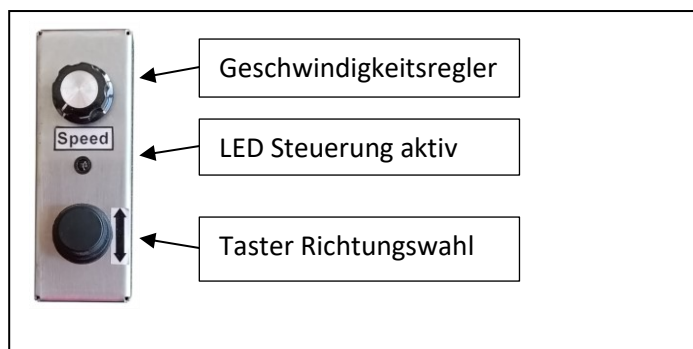 Geschwindigkeitsregler
Speed
LED Steuerung aktiv
Taster Richtungswahl